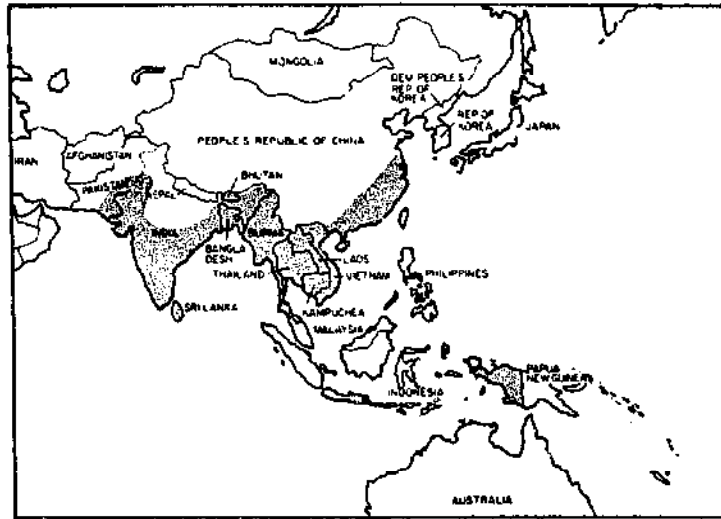 MONGOLIA
DEM PEOPLE'S
REP OF
KOREA
REP OF
KOREA
JAPAN
PEOPLE'S REPUBLIC OF CHINA
IRAN
AFGHANISTAN
PAKISTAN
NEPAL
BHUTAN
INDIA
BURMA
BANGLA
DESH
LAOS
THAILAND
VIETNAM
PHILIPPINES
SRI LANKA
KAMPUCHEA
MALAYSIA
PAPUA
NEW GUINEA
INDONESIA
AUSTRALIA